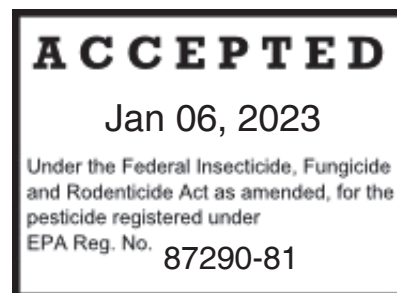 ACCEPTED
Jan 06, 2023
Under the Federal Insecticide, Fungicide
and Rodenticide Act as amended, for the
pesticide registered under
EPA Reg. No. 87290-81